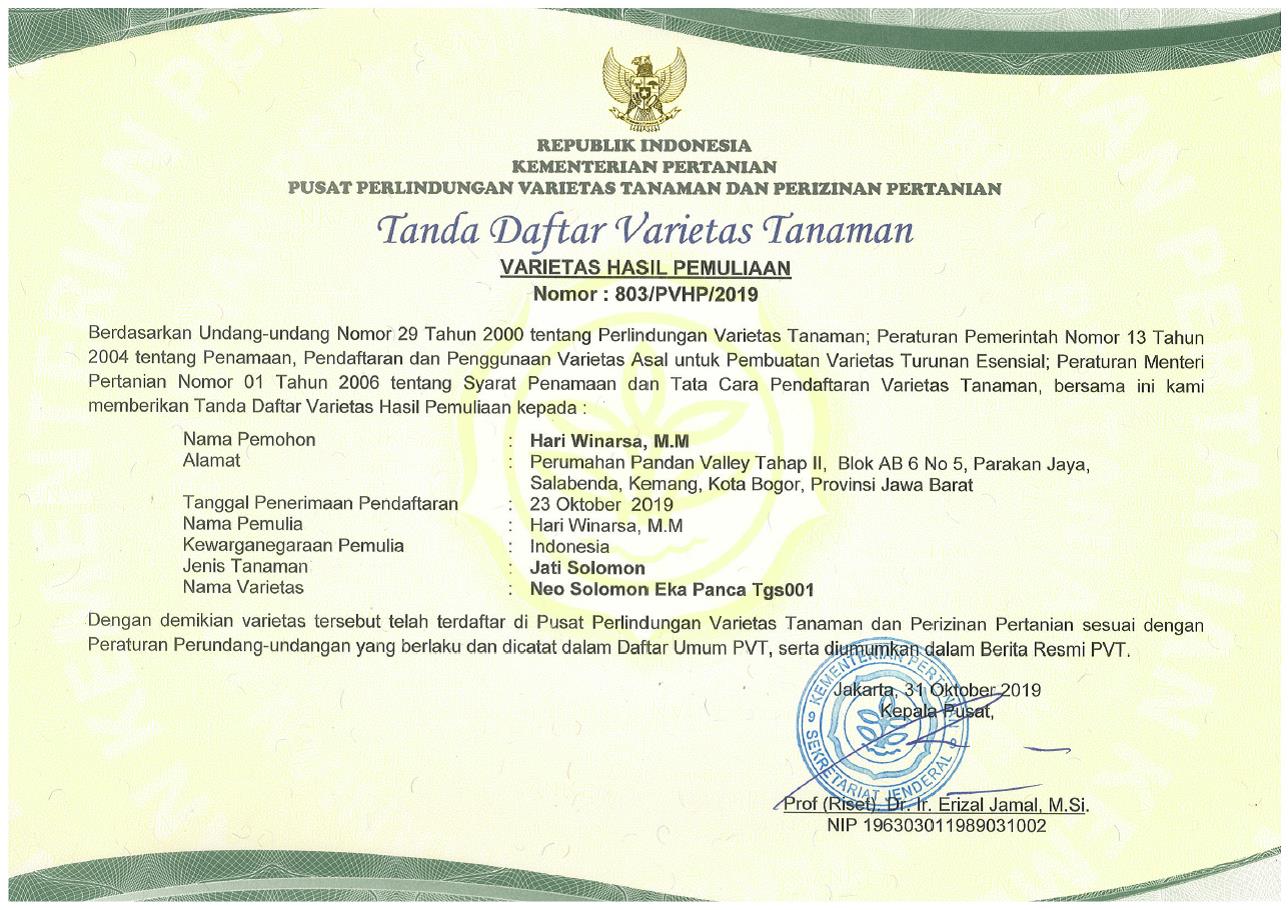 REPUBLIK INDONESIA
KEMENTERIAN PERTANIAN
PUSAT PERLINDUNGAN VARIETAS TANAMAN DAN PERIZINAN PERTANIAN
Tanda Daftar Varietas Tanaman
VARIETAS HASIL PEMULIAAN
Nomor : 803/PVHP/2019
Berdasarkan Undang-undang Nomor 29 Tahun 2000 tentang Perlindungan Varietas Tanaman; Peraturan Pemerintah Nomor 13 Tahun
2004 tentang Penamaan, Pendaftaran dan Penggunaan Varietas Asal untuk Pembuatan Varietas Turunan Esensial; Peraturan Menteri
Pertanian Nomor 01 Tahun 2006 tentang Syarat Penamaan dan Tata Cara Pendaftaran Varietas Tanaman, bersama ini kami
memberikan Tanda Daftar Varietas Hasil Pemuliaan kepada :
Nama Pemohon : Hari Winarsa, M.M
Alamat : Perumahan Pandan Valley Tahap II, Blok AB 6 No 5, Parakan Jaya,
Salabenda, Kemang, Kota Bogor, Provinsi Jawa Barat
Tanggal Penerimaan Pendaftaran : 23 Oktober 2019
Nama Pemulia : Hari Winarsa, M.M
Kewarganegaraan Pemulia : Indonesia
Jenis Tanaman : Jati Solomon
Nama Varietas : Neo Solomon Eka Panca Tgs001
Dengan demikian varietas tersebut telah terdaftar di Pusat Perlindungan Varietas Tanaman dan Perizinan Pertanian sesuai dengan
Peraturan Perundang-undangan yang berlaku dan dicatat dalam Daftar Umum PVT, serta diumumkan dalam Berita Resmi PVT.
Jakarta, 31 Oktober 2019
Kepala Pusat,
KEMENTERIAN PERTANIAN
9 SEKRETARIAT JENDERAL 9
Prof (Riset). Dr. Ir. Erizal Jamal, M.Si.
NIP 196303011989031002